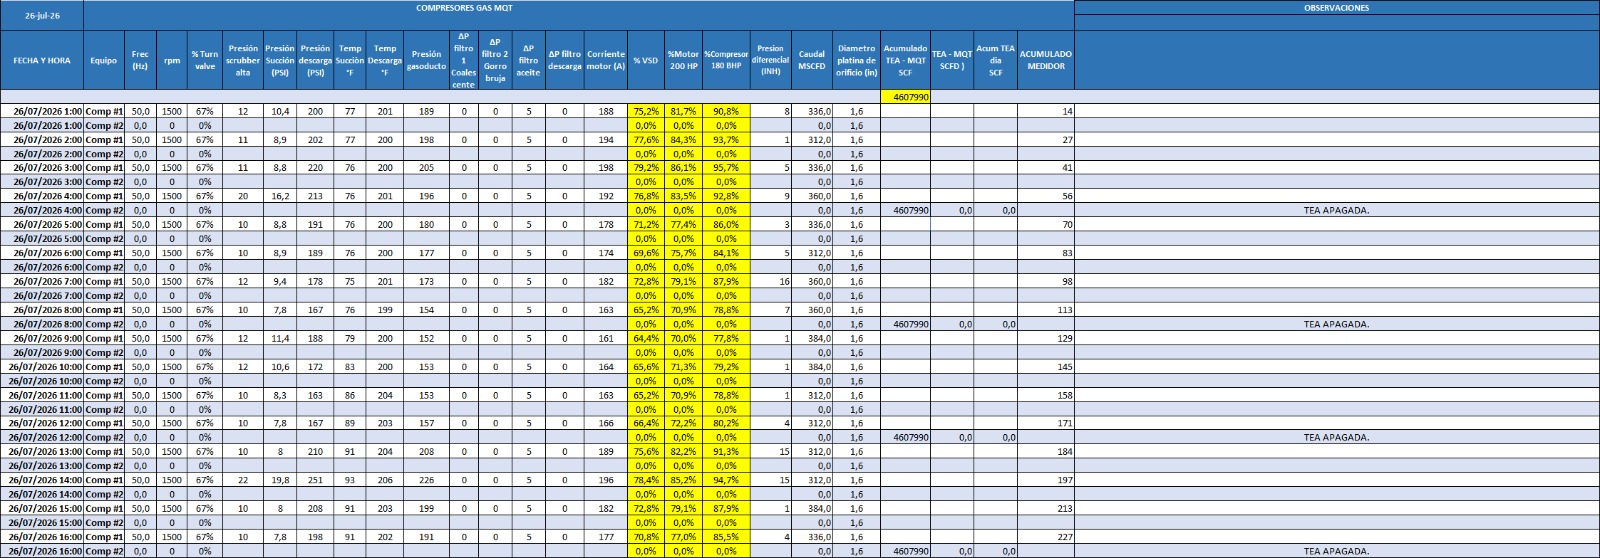 26-jul-26 COMPRESORES GAS MQT OBSERVACIONES
FECHA Y HORA Equipo Frec (Hz) rpm % Turn valve Presión scrubber alta Presión Succión (PSI) Presión descarga (PSI) Temp Succión °F Temp Descarga °F Presión gasoducto ΔP filtro 1 Coales cente ΔP filtro 2 Gorro bruja ΔP filtro aceite ΔP filtro descarga Corriente motor (A) % VSD %Motor 200 HP %Compresor 180 BHP Presion diferencial (INH) Caudal MSCFD Diametro platina de orificio (in) Acumulado TEA - MQT SCF TEA - MQT SCFD ) Acum TEA dia SCF ACUMULADO MEDIDOR
4607990
26/07/2026 1:00 Comp #1 50,0 1500 67% 12 10,4 200 77 201 189 0 0 5 0 188 75,2% 81,7% 90,8% 8 336,0 1,6 14
26/07/2026 1:00 Comp #2 0,0 0 0% 0,0% 0,0% 0,0% 0,0 1,6
26/07/2026 2:00 Comp #1 50,0 1500 67% 11 8,9 202 77 200 198 0 0 5 0 194 77,6% 84,3% 93,7% 1 312,0 1,6 27
26/07/2026 2:00 Comp #2 0,0 0 0% 0,0% 0,0% 0,0% 0,0 1,6
26/07/2026 3:00 Comp #1 50,0 1500 67% 11 8,8 220 76 200 205 0 0 5 0 198 79,2% 86,1% 95,7% 5 336,0 1,6 41
26/07/2026 3:00 Comp #2 0,0 0 0% 0,0% 0,0% 0,0% 0,0 1,6
26/07/2026 4:00 Comp #1 50,0 1500 67% 20 16,2 213 76 201 196 0 0 5 0 192 76,8% 83,5% 92,8% 9 360,0 1,6 56
26/07/2026 4:00 Comp #2 0,0 0 0% 0,0% 0,0% 0,0% 0,0 1,6 4607990 0,0 0,0 TEA APAGADA.
26/07/2026 5:00 Comp #1 50,0 1500 67% 10 8,8 191 76 200 180 0 0 5 0 178 71,2% 77,4% 86,0% 3 336,0 1,6 70
26/07/2026 5:00 Comp #2 0,0 0 0% 0,0% 0,0% 0,0% 0,0 1,6
26/07/2026 6:00 Comp #1 50,0 1500 67% 10 8,9 189 76 200 177 0 0 5 0 174 69,6% 75,7% 84,1% 5 312,0 1,6 83
26/07/2026 6:00 Comp #2 0,0 0 0% 0,0% 0,0% 0,0% 0,0 1,6
26/07/2026 7:00 Comp #1 50,0 1500 67% 12 9,4 178 75 201 173 0 0 5 0 182 72,8% 79,1% 87,9% 16 360,0 1,6 98
26/07/2026 7:00 Comp #2 0,0 0 0% 0,0% 0,0% 0,0% 0,0 1,6
26/07/2026 8:00 Comp #1 50,0 1500 67% 10 7,8 167 76 199 154 0 0 5 0 163 65,2% 70,9% 78,8% 7 360,0 1,6 113
26/07/2026 8:00 Comp #2 0,0 0 0% 0,0% 0,0% 0,0% 0,0 1,6 4607990 0,0 0,0 TEA APAGADA.
26/07/2026 9:00 Comp #1 50,0 1500 67% 12 11,4 188 79 200 152 0 0 5 0 161 64,4% 70,0% 77,8% 1 384,0 1,6 129
26/07/2026 9:00 Comp #2 0,0 0 0% 0,0% 0,0% 0,0% 0,0 1,6
26/07/2026 10:00 Comp #1 50,0 1500 67% 12 10,6 172 83 200 153 0 0 5 0 164 65,6% 71,3% 79,2% 1 384,0 1,6 145
26/07/2026 10:00 Comp #2 0,0 0 0% 0,0% 0,0% 0,0% 0,0 1,6
26/07/2026 11:00 Comp #1 50,0 1500 67% 10 8,3 163 86 204 153 0 0 5 0 163 65,2% 70,9% 78,8% 1 312,0 1,6 158
26/07/2026 11:00 Comp #2 0,0 0 0% 0,0% 0,0% 0,0% 0,0 1,6
26/07/2026 12:00 Comp #1 50,0 1500 67% 10 7,8 167 89 203 157 0 0 5 0 166 66,4% 72,2% 80,2% 4 312,0 1,6 171
26/07/2026 12:00 Comp #2 0,0 0 0% 0,0% 0,0% 0,0% 0,0 1,6 4607990 0,0 0,0 TEA APAGADA.
26/07/2026 13:00 Comp #1 50,0 1500 67% 10 8 210 91 204 208 0 0 5 0 189 75,6% 82,2% 91,3% 15 312,0 1,6 184
26/07/2026 13:00 Comp #2 0,0 0 0% 0,0% 0,0% 0,0% 0,0 1,6
26/07/2026 14:00 Comp #1 50,0 1500 67% 22 19,8 251 93 206 226 0 0 5 0 196 78,4% 85,2% 94,7% 15 312,0 1,6 197
26/07/2026 14:00 Comp #2 0,0 0 0% 0,0% 0,0% 0,0% 0,0 1,6
26/07/2026 15:00 Comp #1 50,0 1500 67% 10 8 208 91 203 199 0 0 5 0 182 72,8% 79,1% 87,9% 1 384,0 1,6 213
26/07/2026 15:00 Comp #2 0,0 0 0% 0,0% 0,0% 0,0% 0,0 1,6
26/07/2026 16:00 Comp #1 50,0 1500 67% 10 7,8 198 91 202 191 0 0 5 0 177 70,8% 77,0% 85,5% 4 336,0 1,6 227
26/07/2026 16:00 Comp #2 0,0 0 0% 0,0% 0,0% 0,0% 0,0 1,6 4607990 0,0 0,0 TEA APAGADA.